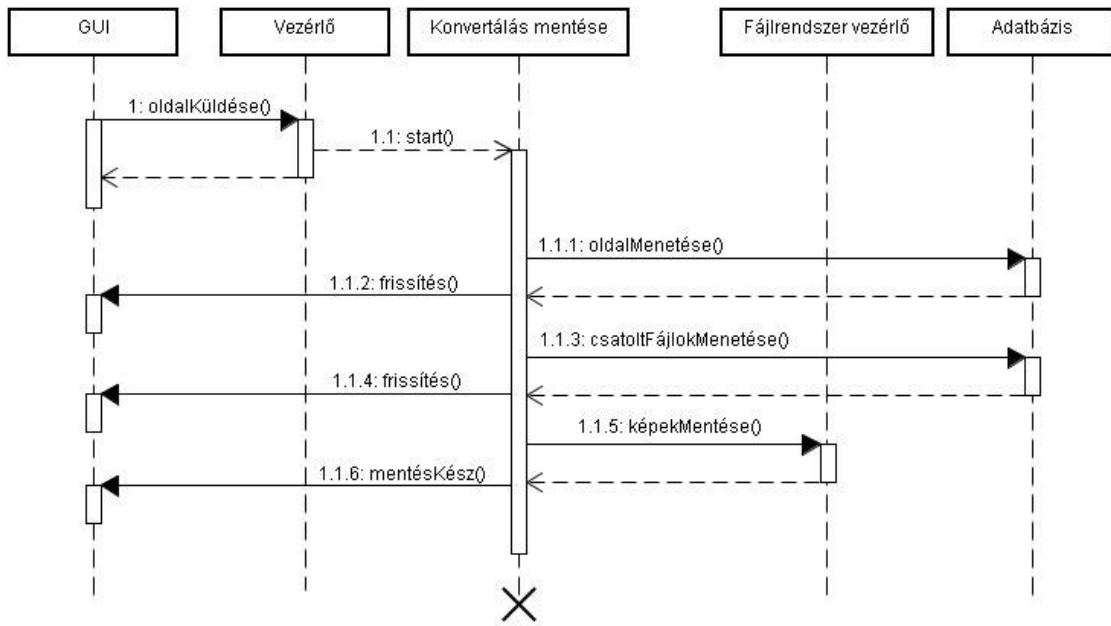 GUI
Vezérlő
Konvertálás mentése
Fájlrendszer vezérlő
Adatbázis
1: oldalKüldése()
1.1: start()
1.1.1: oldalMenetése()
1.1.2: frissítés()
1.1.3: csatoltFájlokMenetése()
1.1.4: frissítés()
1.1.5: képekMentése()
1.1.6: mentésKész()